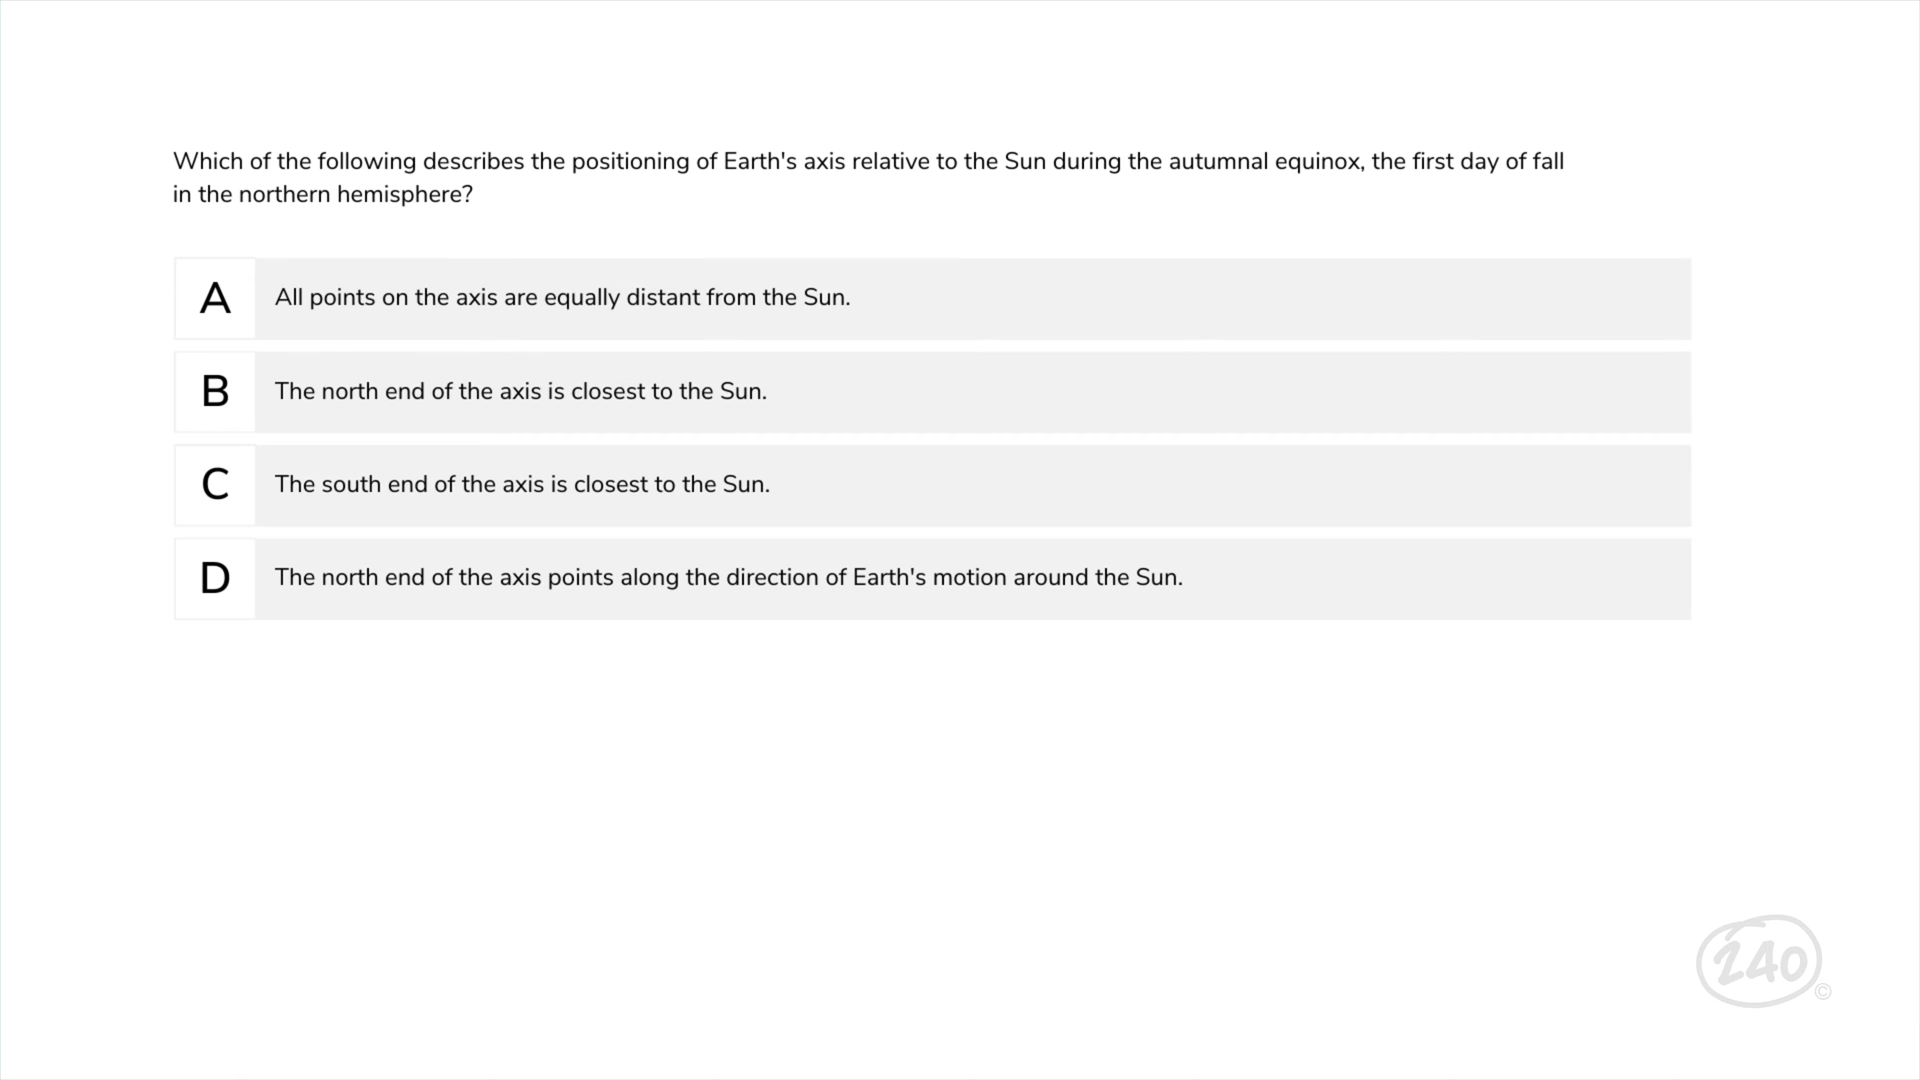 Which of the following describes the positioning of Earth's axis relative to the Sun during the autumnal equinox, the first day of fall
in the northern hemisphere?
A All points on the axis are equally distant from the Sun.
B The north end of the axis is closest to the Sun.
C The south end of the axis is closest to the Sun.
D The north end of the axis points along the direction of Earth's motion around the Sun.
240 ©